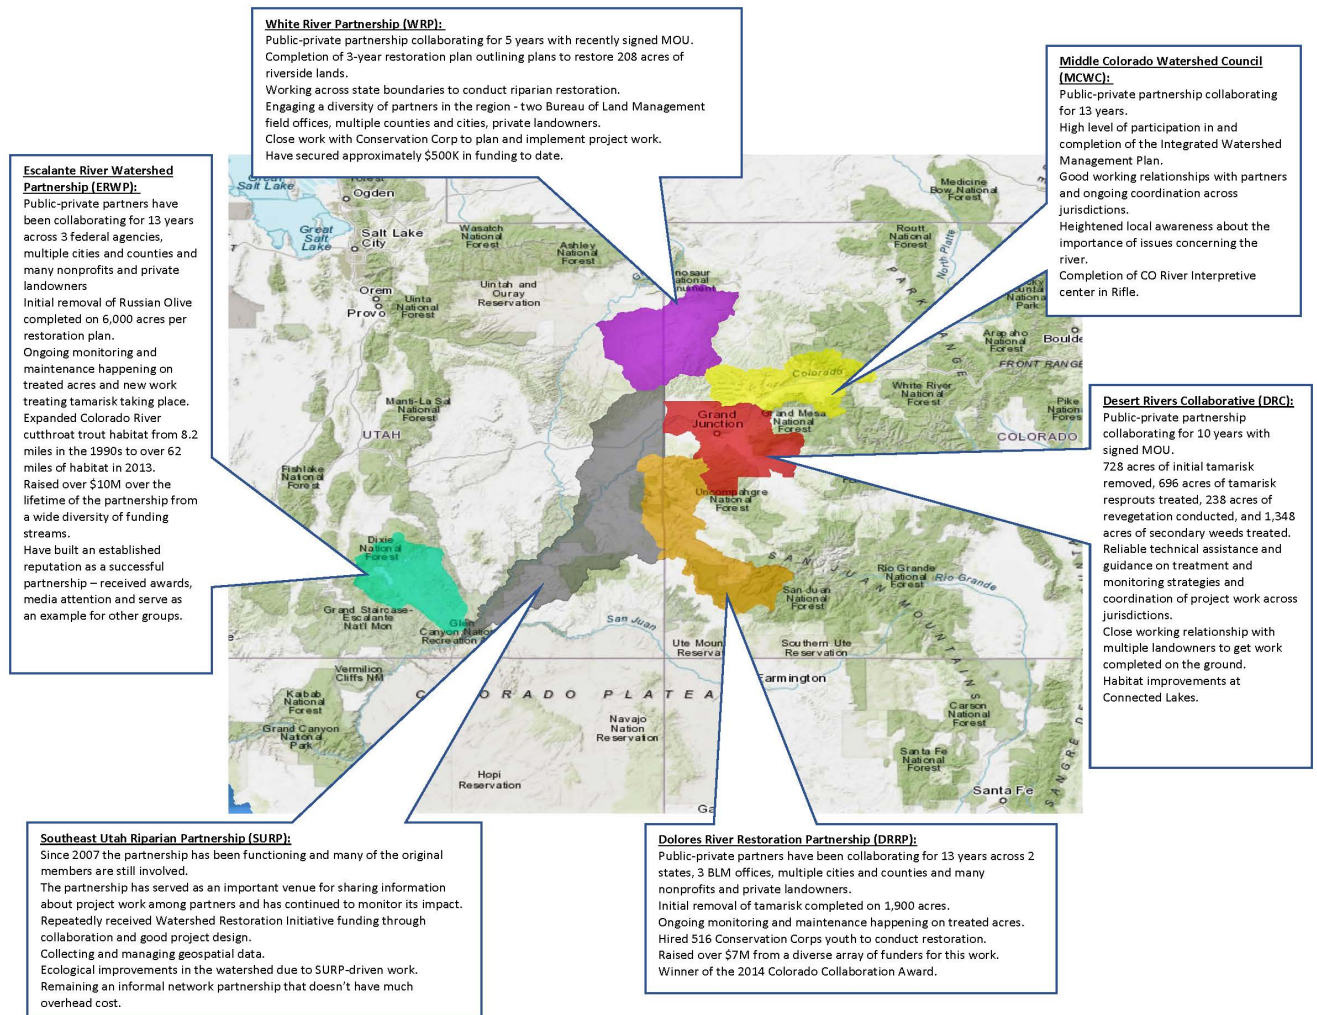 White River Partnership (WRP):
Public-private partnership collaborating for 5 years with recently signed MOU.
Completion of 3-year restoration plan outlining plans to restore 208 acres of
riverside lands.
Working across state boundaries to conduct riparian restoration.
Engaging a diversity of partners in the region - two Bureau of Land Management
field offices, multiple counties and cities, private landowners.
Close work with Conservation Corp to plan and implement project work.
Have secured approximately $500K in funding to date.
Middle Colorado Watershed Council
(MCWC):
Public-private partnership collaborating
for 13 years.
High level of participation in and
completion of the Integrated Watershed
Management Plan.
Good working relationships with partners
and ongoing coordination across
jurisdictions.
Heightened local awareness about the
importance of issues concerning the
river.
Completion of CO River Interpretive
center in Rifle.
Escalante River Watershed
Partnership (ERWP):
Public-private partners have
been collaborating for 13 years
across 3 federal agencies,
multiple cities and counties and
many nonprofits and private
landowners
Initial removal of Russian Olive
completed on 6,000 acres per
restoration plan.
Ongoing monitoring and
maintenance happening on
treated acres and new work
treating tamarisk taking place.
Expanded Colorado River
cutthroat trout habitat from 8.2
miles in the 1990s to over 62
miles of habitat in 2013.
Raised over $10M over the
lifetime of the partnership from
a wide diversity of funding
streams.
Have built an established
reputation as a successful
partnership – received awards,
media attention and serve as
an example for other groups.
Desert Rivers Collaborative (DRC):
Public-private partnership
collaborating for 10 years with
signed MOU.
728 acres of initial tamarisk
removed, 696 acres of tamarisk
resprouts treated, 238 acres of
revegetation conducted, and 1,348
acres of secondary weeds treated.
Reliable technical assistance and
guidance on treatment and
monitoring strategies and
coordination of project work across
jurisdictions.
Close working relationship with
multiple landowners to get work
completed on the ground.
Habitat improvements at
Connected Lakes.
Great
Salt Lake
Forest
Ogden
Great
Salt
Lake
Salt Lake
City
Wasatch
National
Forest
Ashley
National
Forest
Medicine
Bow National
Forest
Routt
National
Forest
North Platte
Orem
Provo
Uinta
National
Forest
Uintah and
Ouray
Reservation
PARK
Park
Arapaho
National
Forest
FRONT RANGE
Colorado
White River
National
Forest
Pike
COLORADO
Manti-La Sal
National
Forest
UTAH
Grand
Junction
Grand Mesa
National
Forest
Uncompahgre
National
Forest
Fishlake
National
Forest
Dixie
National
Forest
Grand Staircase-
Escalante
Nat'l Mon
Glen
San Juan
SAN JUAN MOUNTAINS
San Juan
National
Forest
Rio Grande
National
Forest
Rio Grande
Southern Ute
Reservation
Vermilion
Cliffs NM
Kaibab
National
Forest
Grand Canyon
National
Park
Navajo
Nation
Reservation
Hopi
Reservation
Carson
National
Forest
Santa Fe
National
Forest
Santa Fe
Southeast Utah Riparian Partnership (SURP):
Since 2007 the partnership has been functioning and many of the original
members are still involved.
The partnership has served as an important venue for sharing information
about project work among partners and has continued to monitor its impact.
Repeatedly received Watershed Restoration Initiative funding through
collaboration and good project design.
Collecting and managing geospatial data.
Ecological improvements in the watershed due to SURP-driven work.
Remaining an informal network partnership that doesn't have much
overhead cost.
Dolores River Restoration Partnership (DRRP):
Public-private partners have been collaborating for 13 years across 2
states, 3 BLM offices, multiple cities and counties and many
nonprofits and private landowners.
Initial removal of tamarisk completed on 1,900 acres.
Ongoing monitoring and maintenance happening on treated acres.
Hired 516 Conservation Corps youth to conduct restoration.
Raised over $7M from a diverse array of funders for this work.
Winner of the 2014 Colorado Collaboration Award.